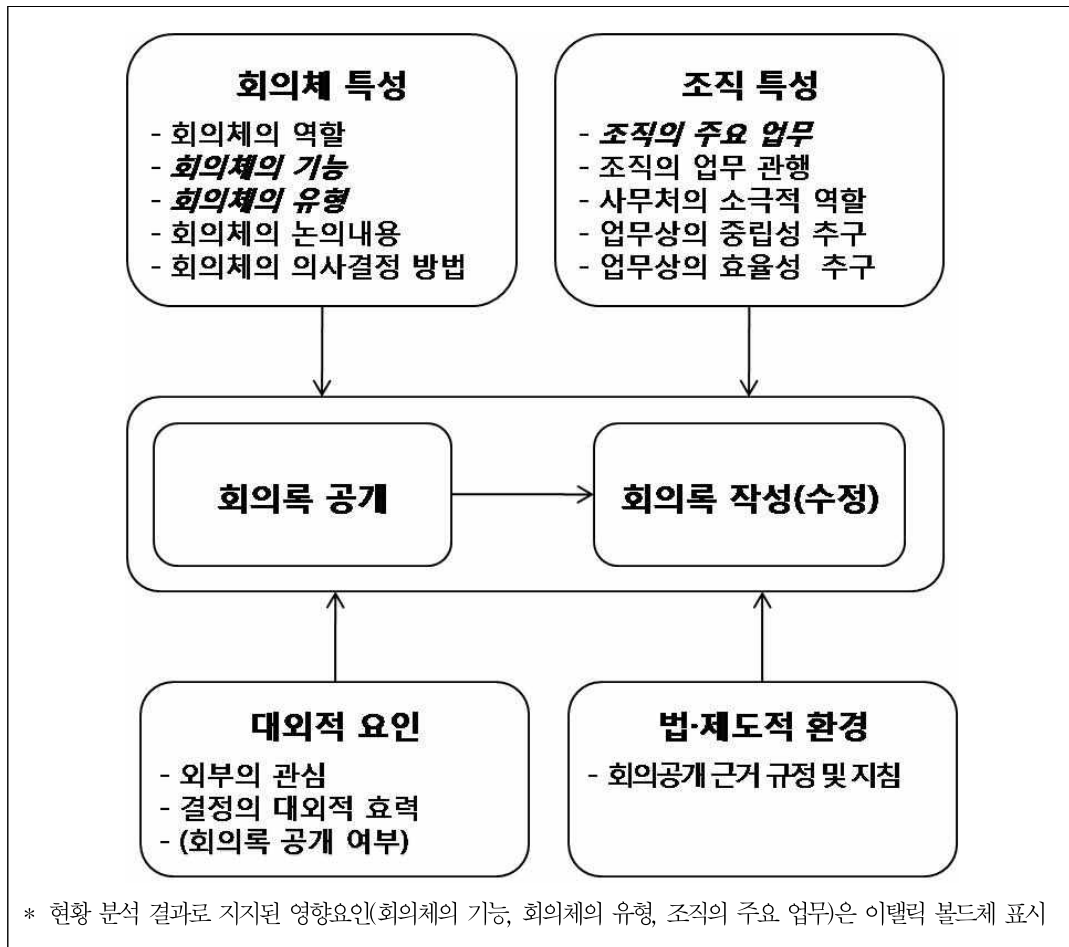 회의체 특성
- 회의체의 역할
- 회의체의 기능
- 회의체의 유형
- 회의체의 논의내용
- 회의체의 의사결정 방법
조직 특성
- 조직의 주요 업무
- 조직의 업무 관행
- 사무처의 소극적 역할
- 업무상의 중립성 추구
- 업무상의 효율성 추구
회의록 공개
회의록 작성(수정)
대외적 요인
- 외부의 관심
- 결정의 대외적 효력
- (회의록 공개 여부)
법·제도적 환경
- 회의공개 근거 규정 및 지침
* 현황 분석 결과로 지지된 영향요인(회의체의 기능, 회의체의 유형, 조직의 주요 업무)은 이탤릭 볼드체 표시